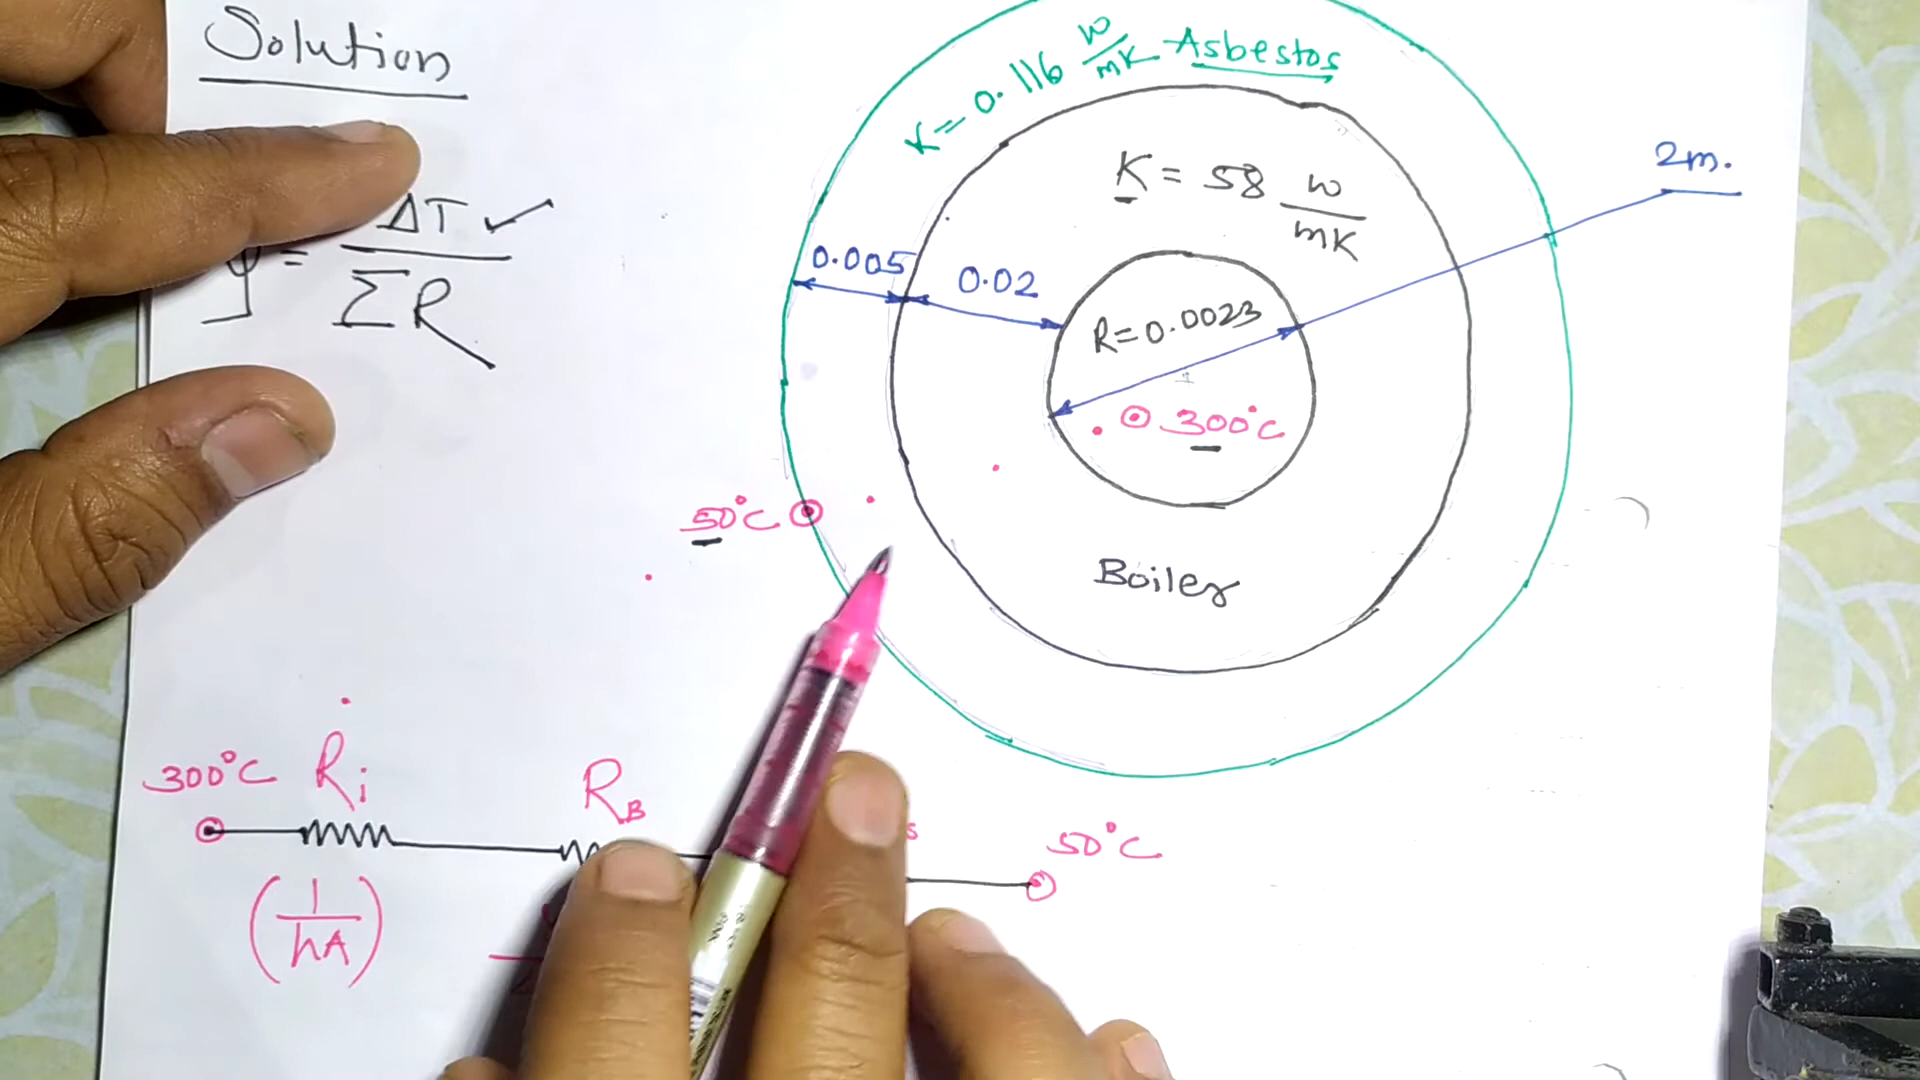 Solution
ΔT ✓
= ———
ΣR
K = 0.116 w/mK Asbestos
2m.
K = 58 w/mK
0.005
0.02
R = 0.0023
300°C
50°C
Boiler
300°C
Ri
RB
s
50°C
(1/hA)